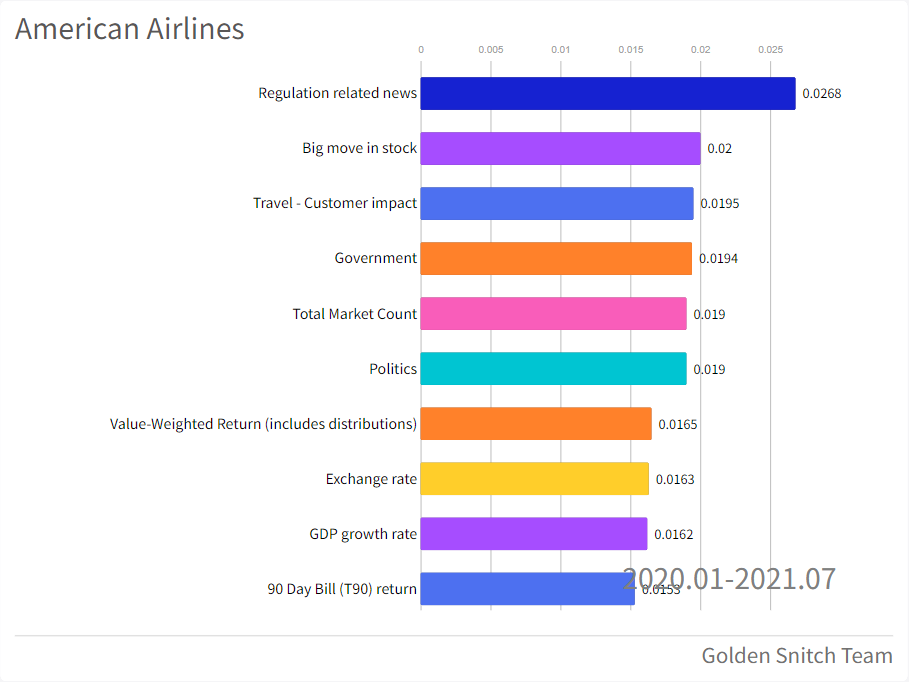 American Airlines
0 0.005 0.01 0.015 0.02 0.025
Regulation related news 0.0268
Big move in stock 0.02
Travel - Customer impact 0.0195
Government 0.0194
Total Market Count 0.019
Politics 0.019
Value-Weighted Return (includes distributions) 0.0165
Exchange rate 0.0163
GDP growth rate 0.0162
2020.01-2021.07
90 Day Bill (T90) return 0.0153
Golden Snitch Team